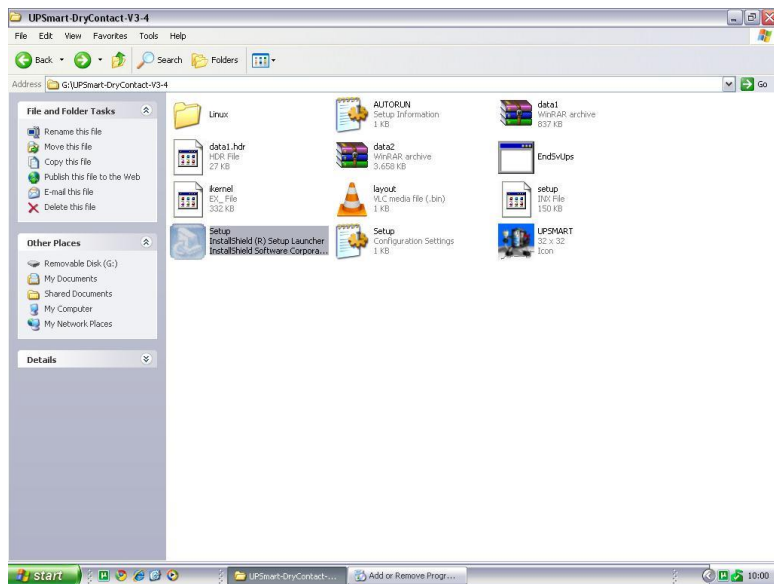 UPSmart-DryContact-V3-4
File Edit View Favorites Tools Help
Back Search Folders
Address G:\UPSmart-DryContact-V3-4 Go
File and Folder Tasks
Rename this file
Move this file
Copy this file
Publish this file to the Web
E-mail this file
Delete this file
Other Places
Removable Disk (G:)
My Documents
Shared Documents
My Computer
My Network Places
Details
Linux
AUTORUN
Setup Information
1 KB
data1
WinRAR archive
837 KB
data1.hdr
HDR File
27 KB
data2
WinRAR archive
3.658 KB
EndSvUps
ikernel
EX_ File
332 KB
layout
VLC media file (.bin)
1 KB
setup
INX File
150 KB
Setup
InstallShield (R) Setup Launcher
InstallShield Software Corpora...
Setup
Configuration Settings
1 KB
UPSMART
32 x 32
Icon
start UPSmart-DryContact-... Add or Remove Progr... 10:00